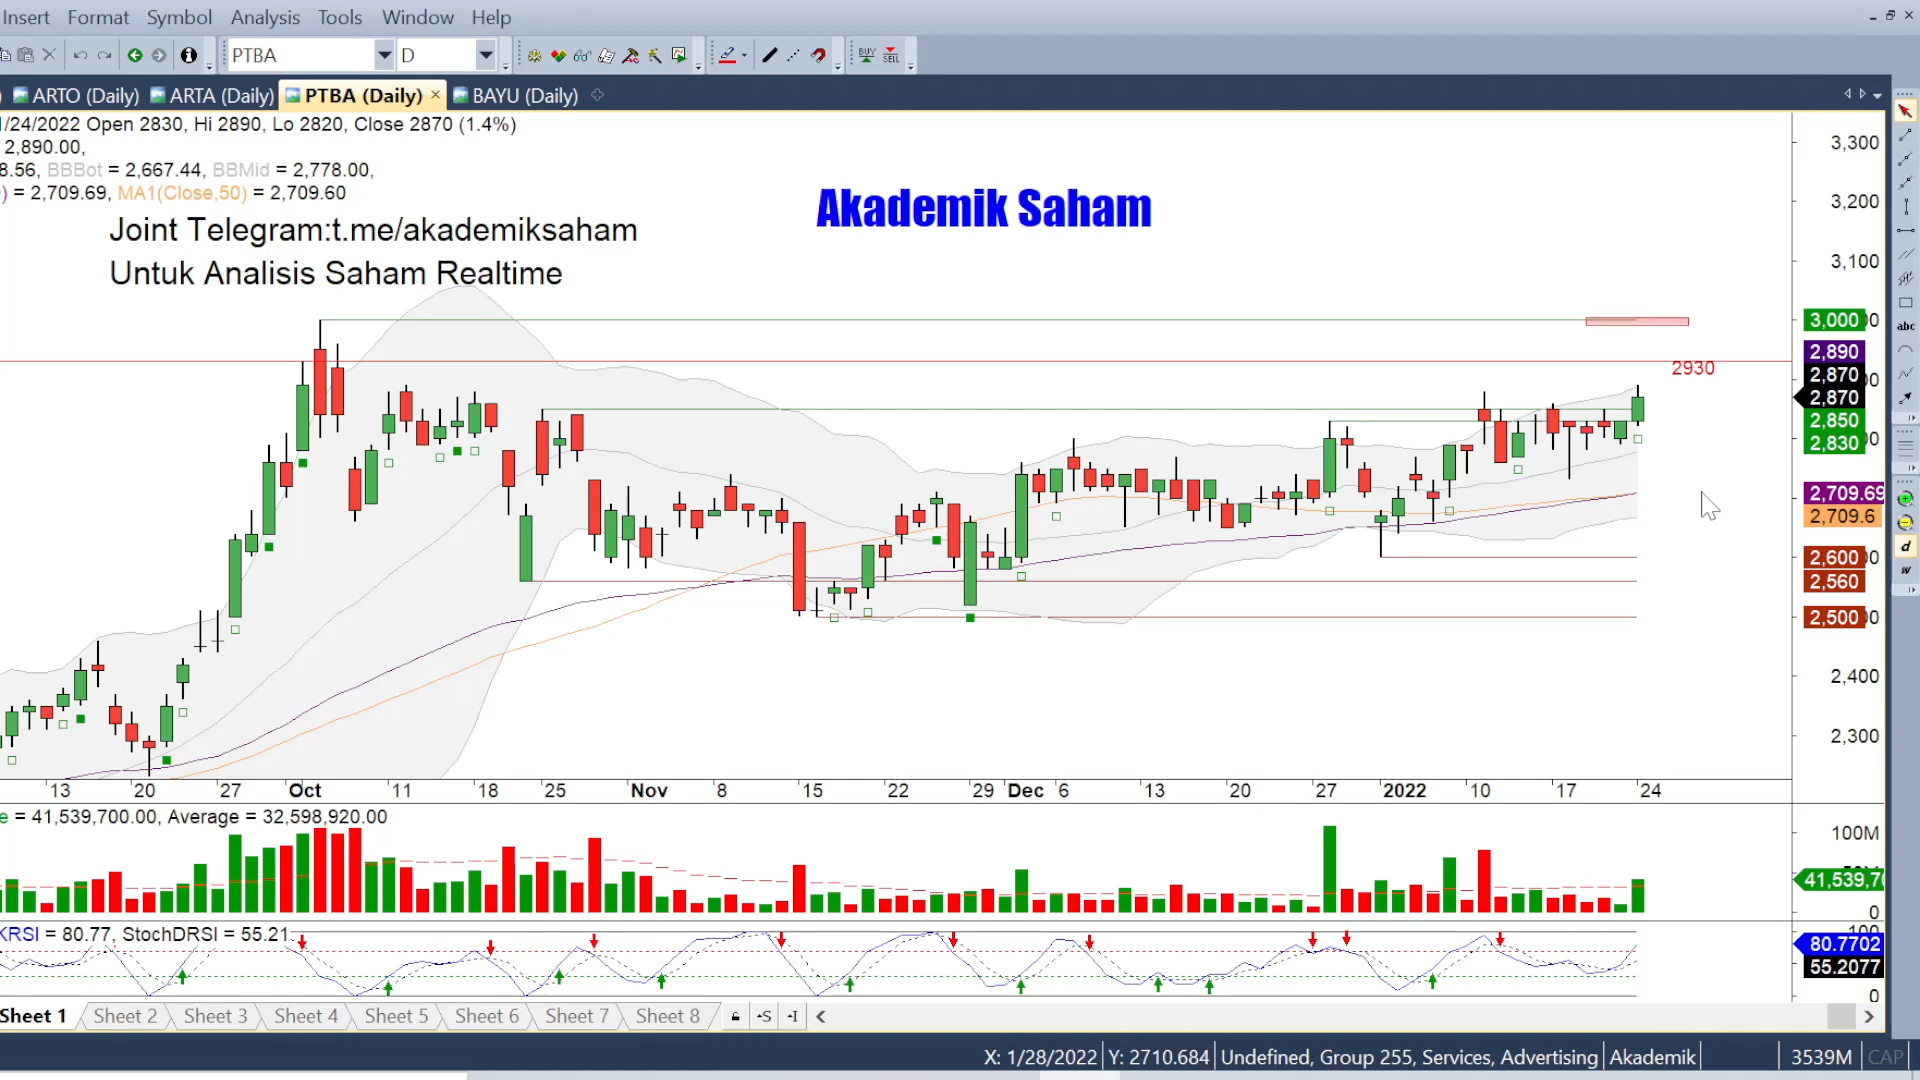 Insert Format Symbol Analysis Tools Window Help
PTBA D BUY SELL
ARTO (Daily) ARTA (Daily) PTBA (Daily) × BAYU (Daily)
/24/2022 Open 2830, Hi 2890, Lo 2820, Close 2870 (1.4%)
2,890.00,
8.56, BBBot = 2,667.44, BBMid = 2,778.00,
) = 2,709.69, MA1(Close,50) = 2,709.60
Akademik Saham
Joint Telegram:t.me/akademiksaham
Untuk Analisis Saham Realtime
3,300
3,200
3,100
3,000
2930
2,890
2,870
2,870
2,850
2,830
2,709.69
2,709.6
2,600
2,560
2,500
2,400
2,300
abc
d
w
13 20 27 Oct 11 18 25 Nov 8 15 22 29 Dec 6 13 20 27 2022 10 17 24
e = 41,539,700.00, Average = 32,598,920.00
100M
41,539,70
0
KRSI = 80.77, StochDRSI = 55.21
100
80.7702
55.2077
0
Sheet 1 Sheet 2 Sheet 3 Sheet 4 Sheet 5 Sheet 6 Sheet 7 Sheet 8 S I
X: 1/28/2022 Y: 2710.684 Undefined, Group 255, Services, Advertising Akademik 3539M CAP